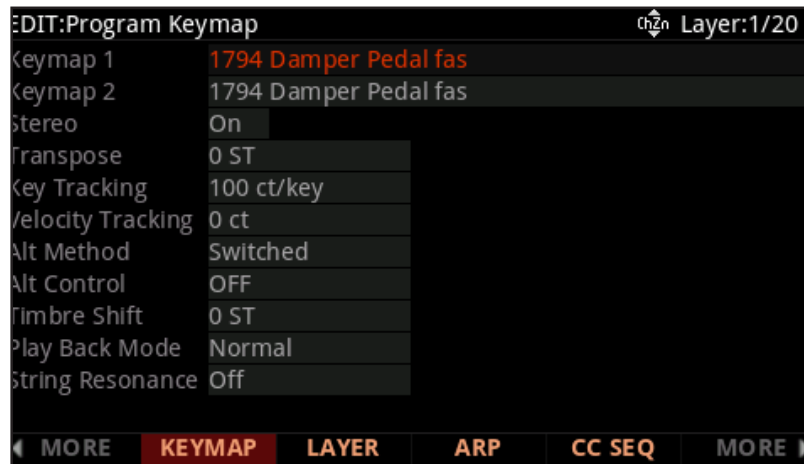 EDIT:Program Keymap ChZn Layer:1/20
Keymap 1 1794 Damper Pedal fas
Keymap 2 1794 Damper Pedal fas
Stereo On
Transpose 0 ST
Key Tracking 100 ct/key
Velocity Tracking 0 ct
Alt Method Switched
Alt Control OFF
Timbre Shift 0 ST
Play Back Mode Normal
String Resonance Off
MORE KEYMAP LAYER ARP CC SEQ MORE